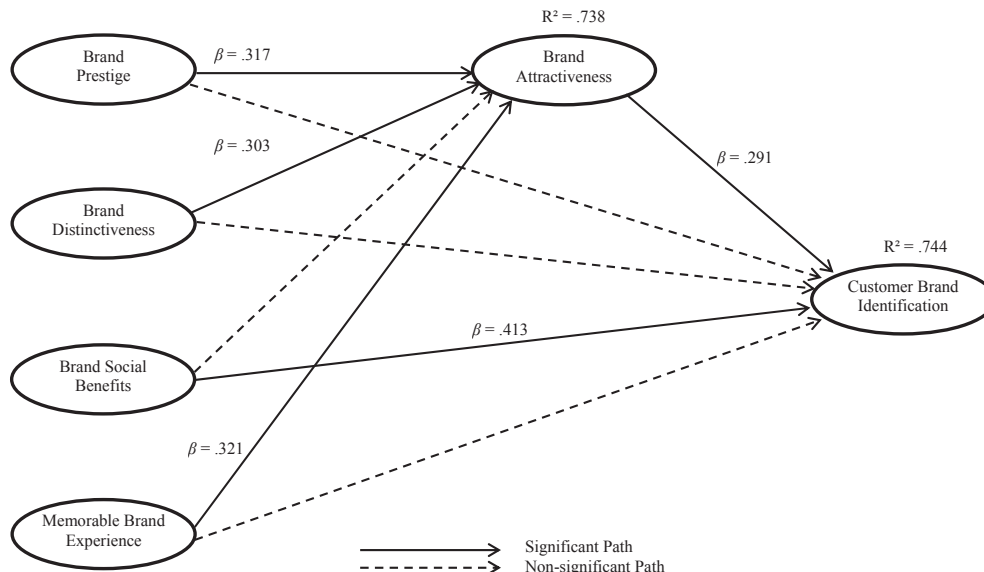 R² = .738
Brand
Prestige
β = .317
Brand
Attractiveness
β = .303
β = .291
Brand
Distinctiveness
R² = .744
Customer Brand
Identification
β = .413
Brand Social
Benefits
β = .321
Memorable Brand
Experience
Significant Path
Non-significant Path